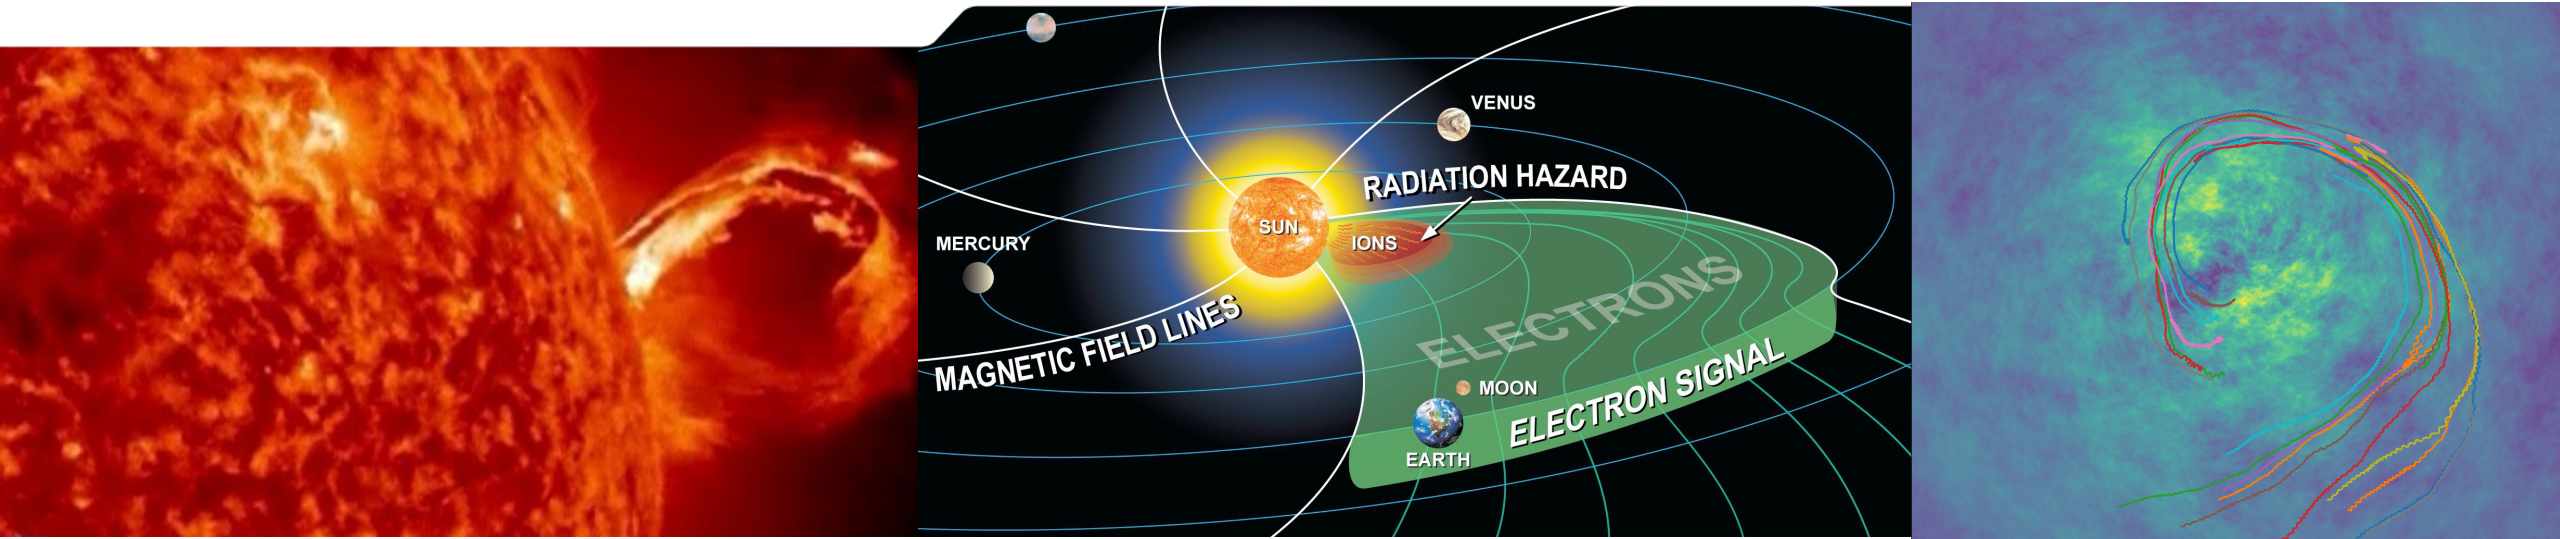 VENUS
RADIATION HAZARD
SUN
IONS
MERCURY
ELECTRONS
MAGNETIC FIELD LINES
ELECTRON SIGNAL
MOON
EARTH